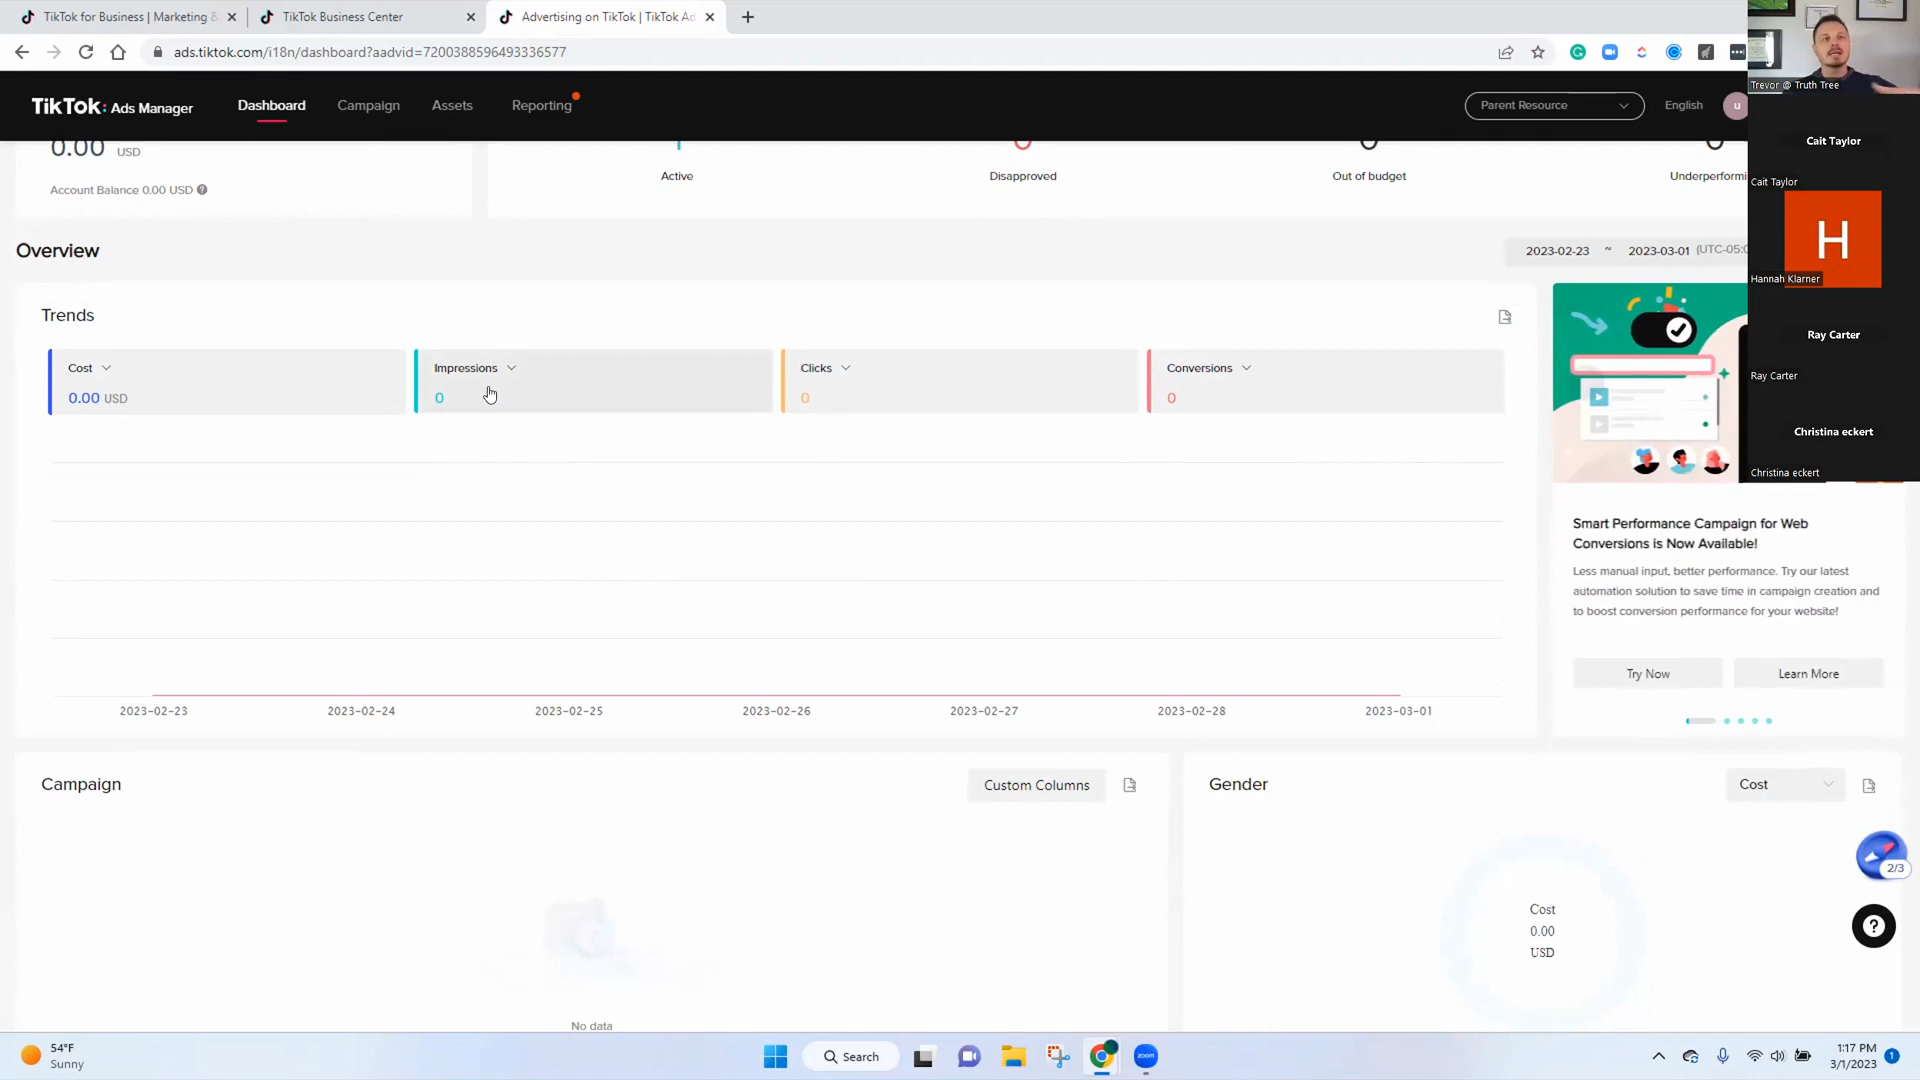 TikTok for Business | Marketing &
TikTok Business Center
Advertising on TikTok | TikTok Ad
ads.tiktok.com/i18n/dashboard?aadvid=7200388596493336577
TikTok: Ads Manager
Dashboard
Campaign
Assets
Reporting
Parent Resource
English
u
Trevor @ Truth Tree
Cait Taylor
Cait Taylor
H
Hannah Klarner
Ray Carter
Ray Carter
Christina eckert
Christina eckert
0.00 USD
Account Balance 0.00 USD
Active
Disapproved
Out of budget
Underperformi
Overview
2023-02-23 ~ 2023-03-01 (UTC-05:0
Trends
Cost
0.00 USD
Impressions
0
Clicks
0
Conversions
0
2023-02-23
2023-02-24
2023-02-25
2023-02-26
2023-02-27
2023-02-28
2023-03-01
Smart Performance Campaign for Web
Conversions is Now Available!
Less manual input, better performance. Try our latest
automation solution to save time in campaign creation and
to boost conversion performance for your website!
Try Now
Learn More
Campaign
Custom Columns
No data
Gender
Cost
Cost
0.00
USD
2/3
?
54°F
Sunny
Search
zoom
1:17 PM
3/1/2023
1